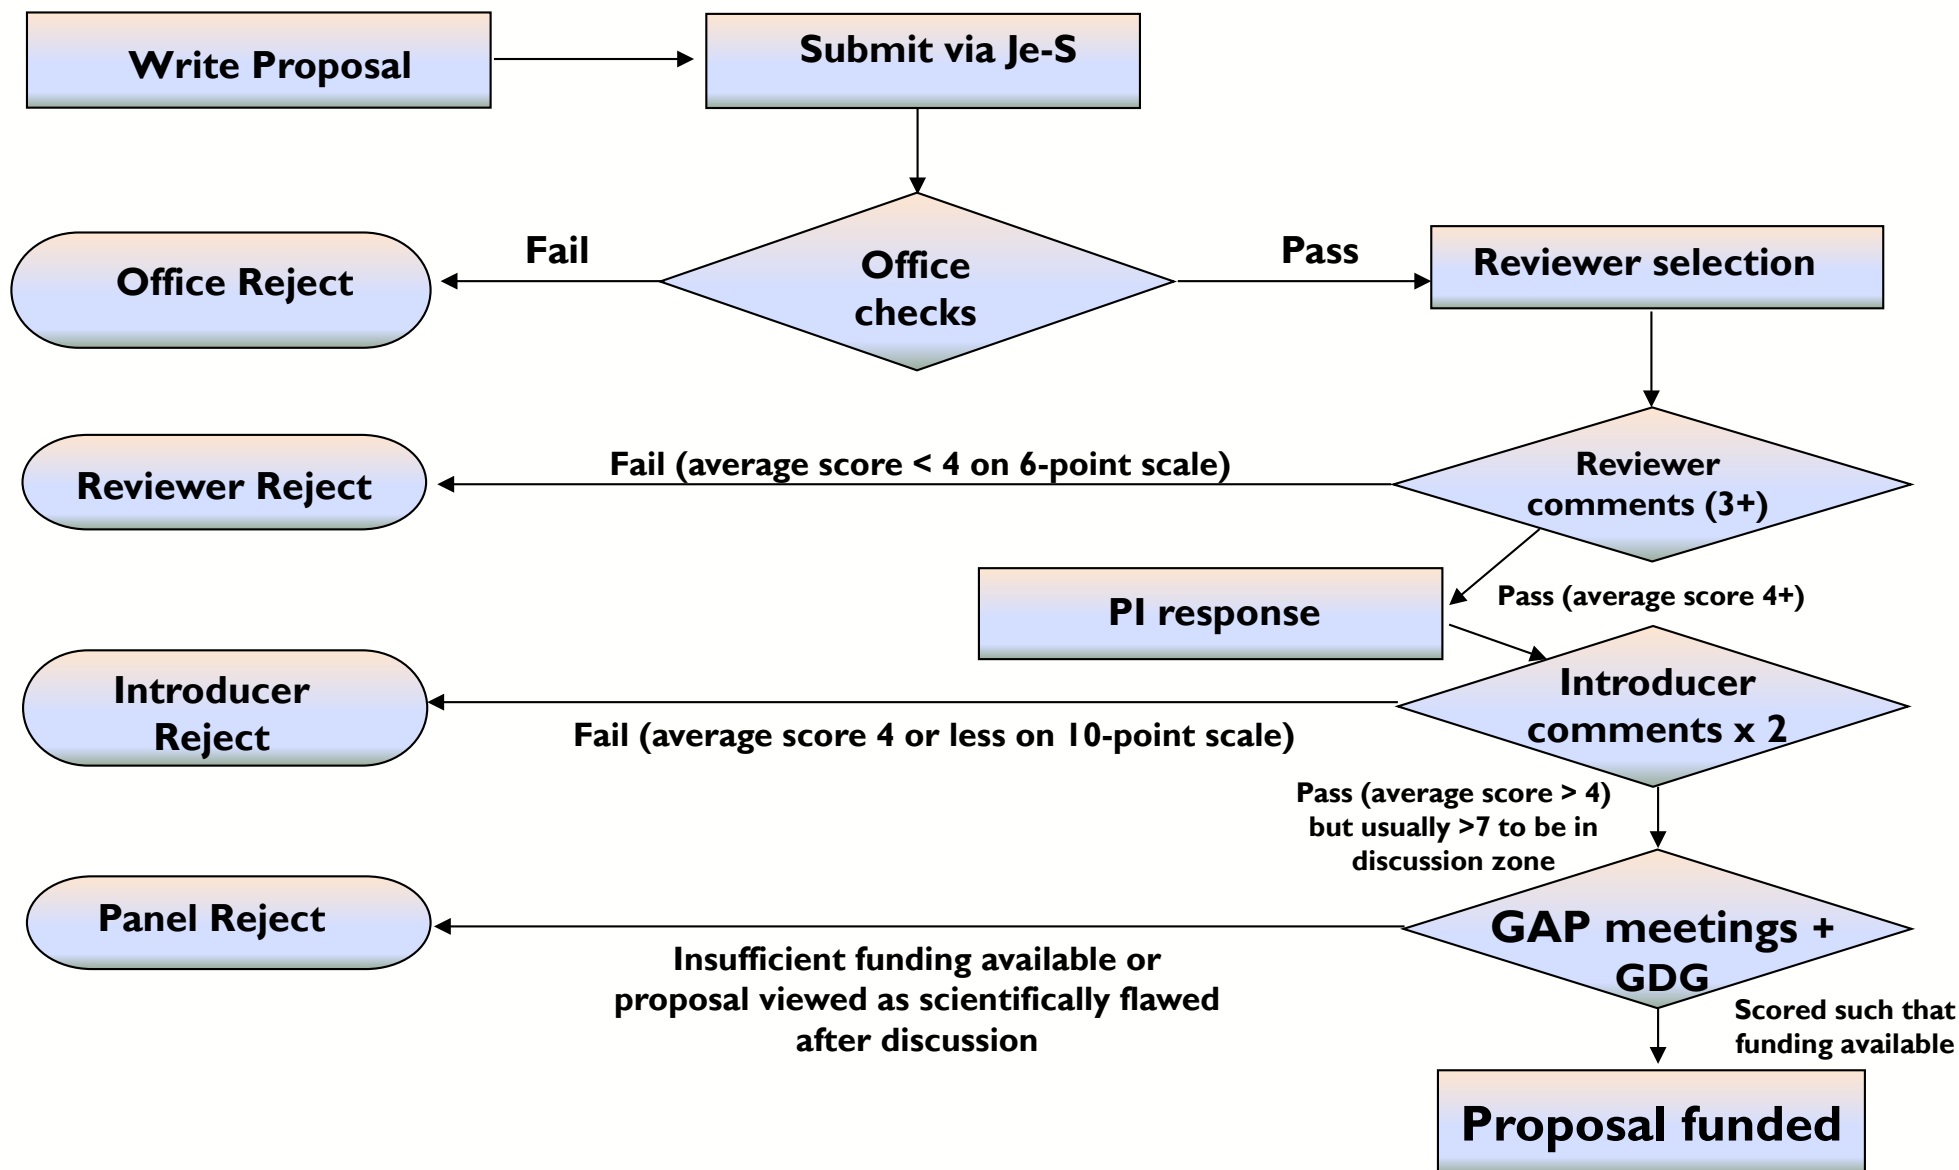 Write Proposal
Submit via Je-S
Fail
Office
checks
Pass
Reviewer selection
Office Reject
Reviewer Reject
Fail (average score < 4 on 6-point scale)
Reviewer
comments (3+)
PI response
Pass (average score 4+)
Introducer
Reject
Fail (average score 4 or less on 10-point scale)
Introducer
comments x 2
Pass (average score > 4)
but usually >7 to be in
discussion zone
Panel Reject
Insufficient funding available or
proposal viewed as scientifically flawed
after discussion
GAP meetings +
GDG
Scored such that
funding available
Proposal funded